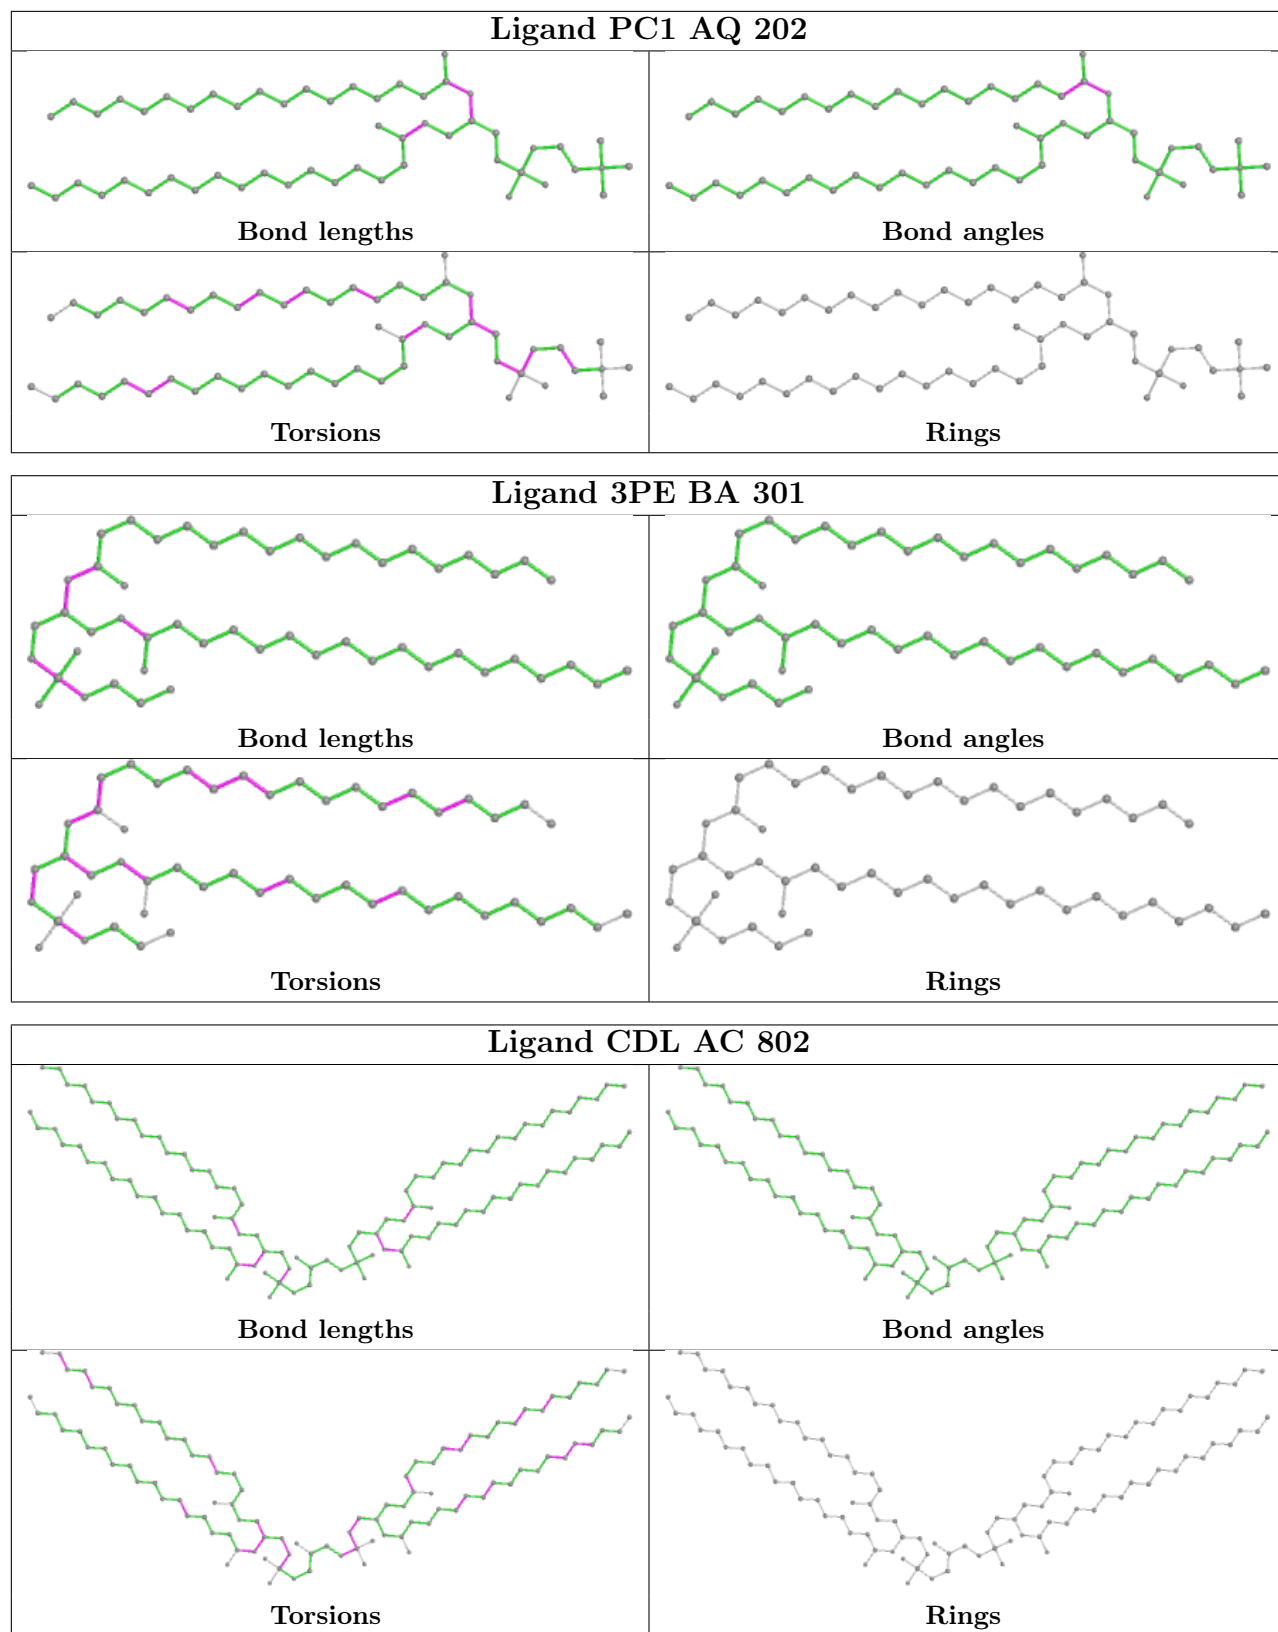 Ligand PC1 AQ 202
Bond lengths
Bond angles
Torsions
Rings
Ligand 3PE BA 301
Bond lengths
Bond angles
Torsions
Rings
Ligand CDL AC 802
Bond lengths
Bond angles
Torsions
Rings